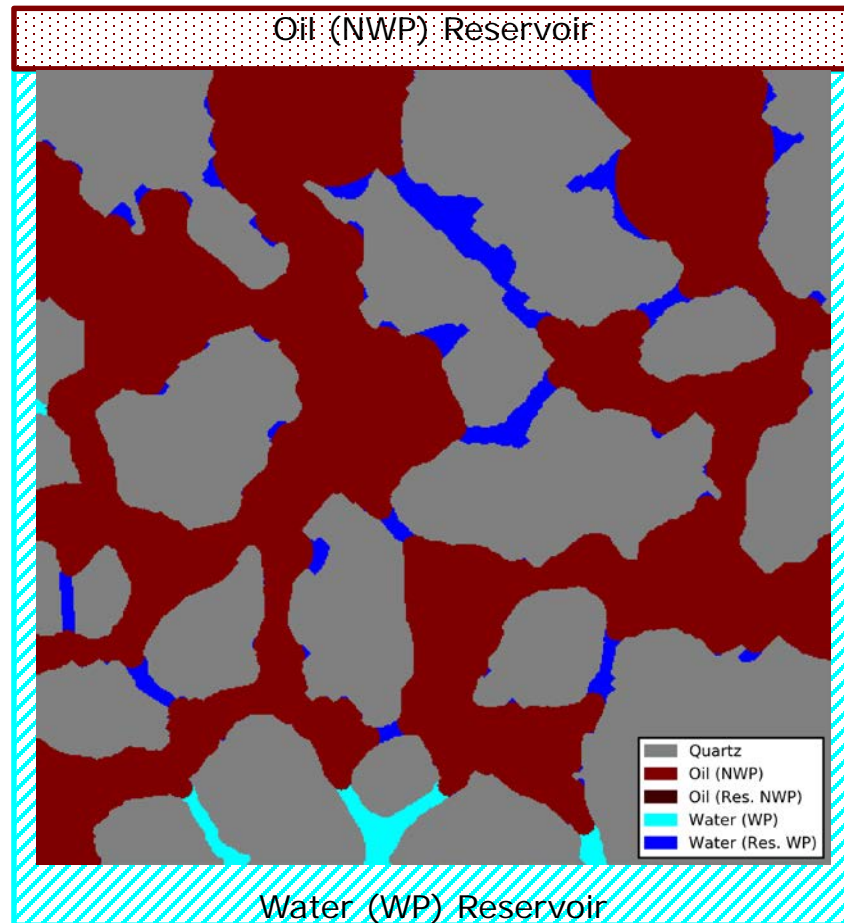 Oil (NWP) Reservoir
Quartz
Oil (NWP)
Oil (Res. NWP)
Water (WP)
Water (Res. WP)
Water (WP) Reservoir